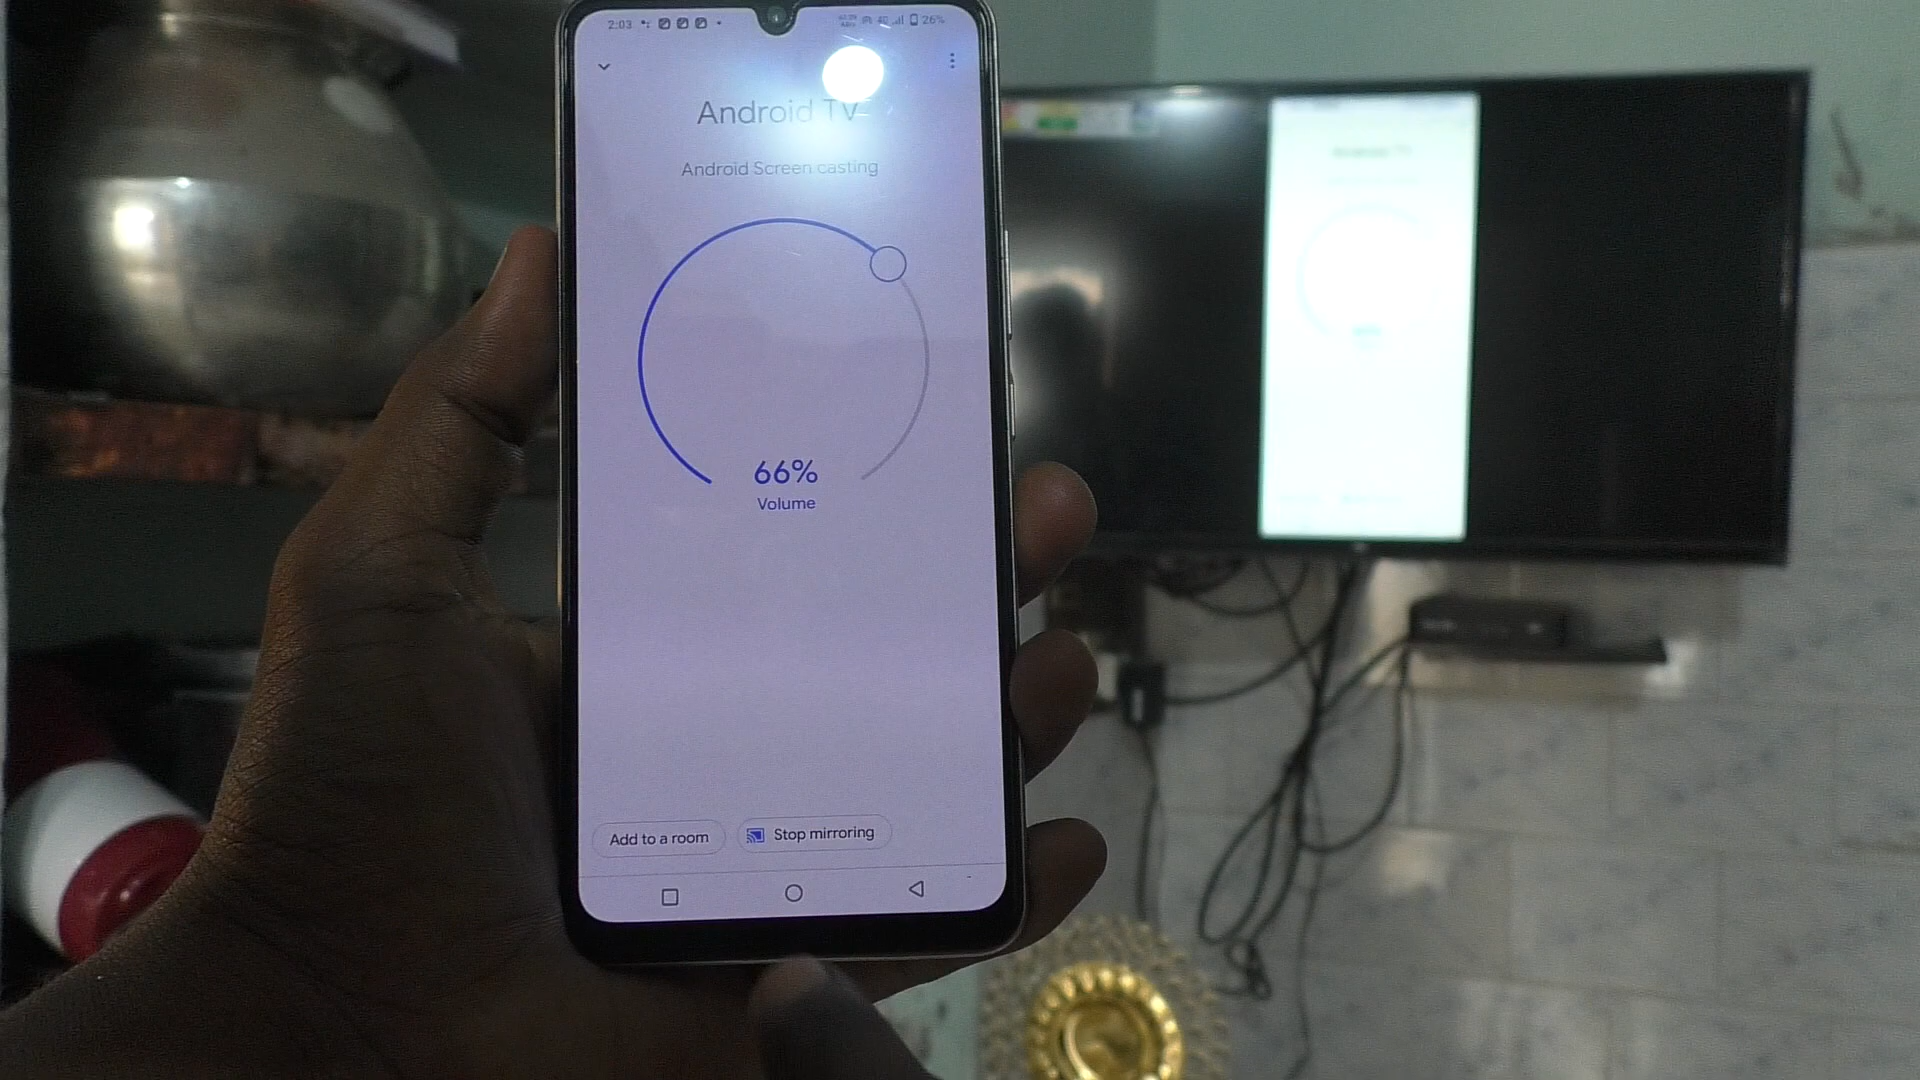 2:03
26%
Android TV
Android Screen casting
66%
Volume
Add to a room
Stop mirroring